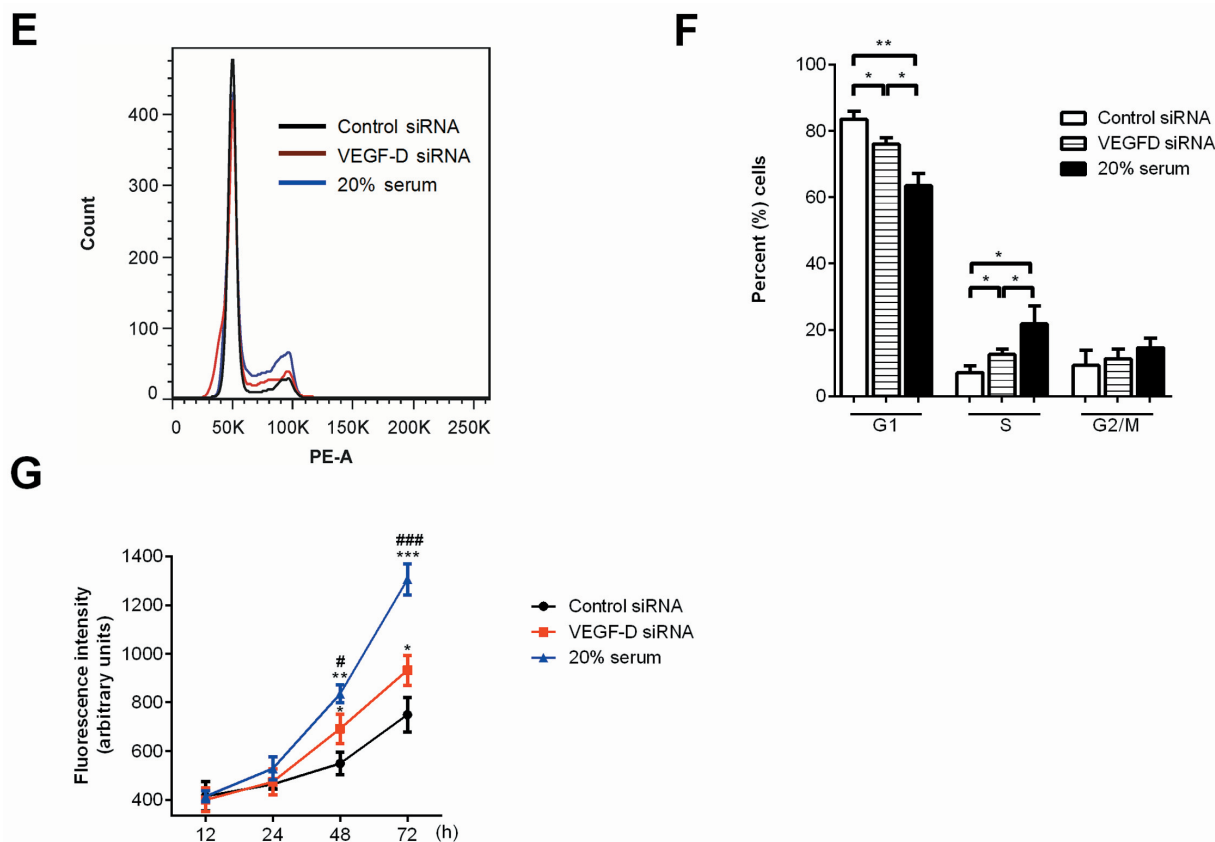 E
Count
400
300
200
100
0
Control siRNA
VEGF-D siRNA
20% serum
0 50K 100K 150K 200K 250K
PE-A
F
Percent (%) cells
100
80
60
40
20
0
**
* *
*
* *
Control siRNA
VEGFD siRNA
20% serum
G1 S G2/M
G
Fluorescence intensity
(arbitrary units)
1400
1200
1000
800
600
400
###
***
*
#
**
*
Control siRNA
VEGF-D siRNA
20% serum
12 24 48 72 (h)